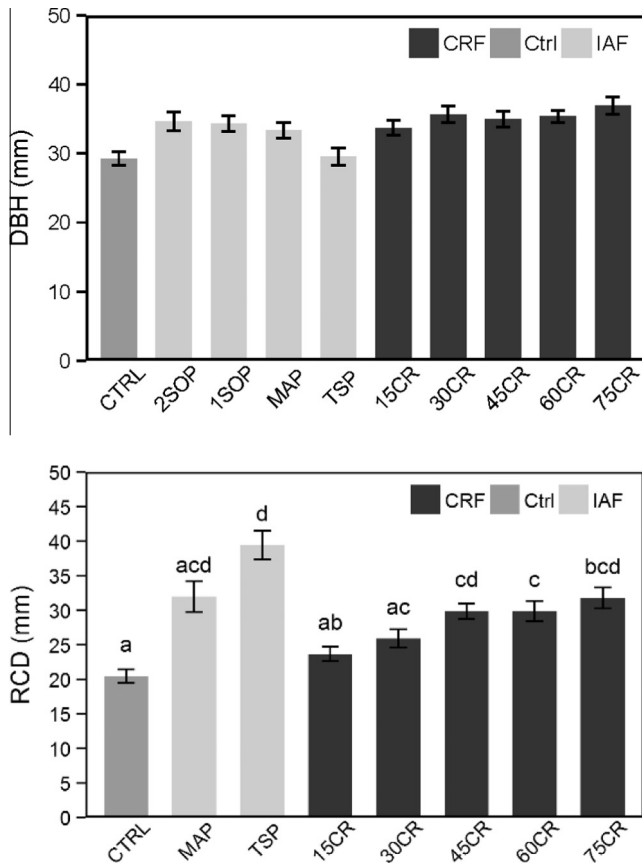 50
CRF Ctrl IAF
40
30
20
10
0
DBH (mm)
CTRL 2SOP 1SOP MAP TSP 15CR 30CR 45CR 60CR 75CR
50
45
40
35
30
25
20
15
10
5
0
RCD (mm)
CRF Ctrl IAF
a acd d ab ac cd c bcd
CTRL MAP TSP 15CR 30CR 45CR 60CR 75CR